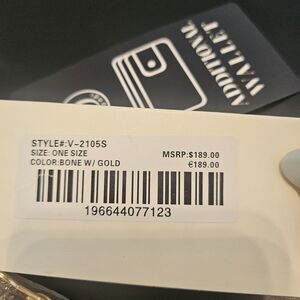 ADDITIONAL
WALLET
STYLE#:V-2105S
SIZE: ONE SIZE MSRP:$189.00
COLOR:BONE W/ GOLD €189.00
196644077123